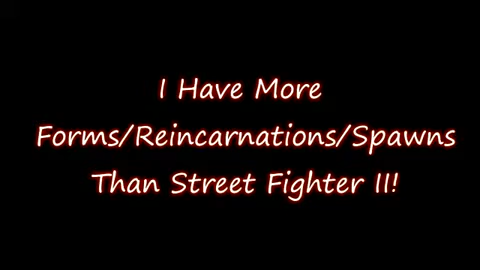 I Have More
Forms/Reincarnations/Spawns
Than Street Fighter II!